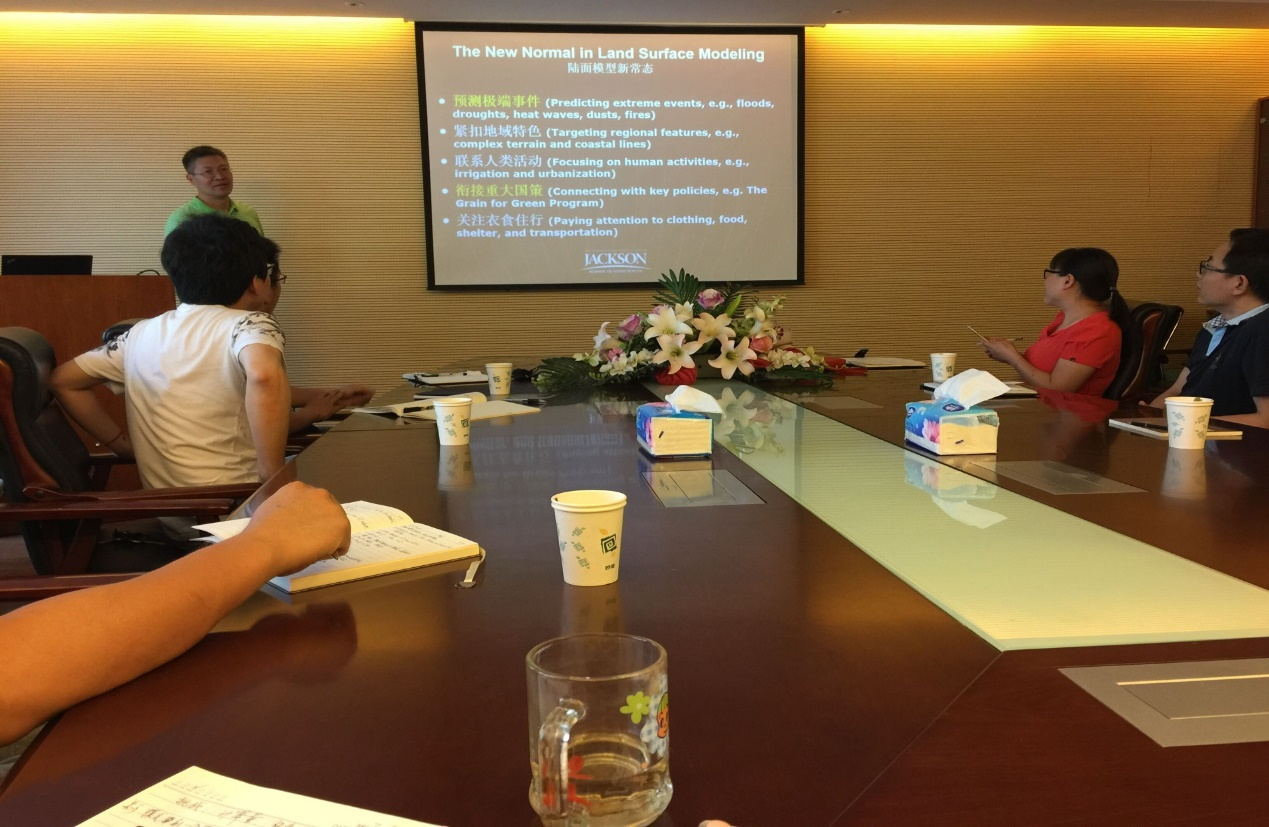 The New Normal in Land Surface Modeling
陆面模型新常态
• 预测极端事件 (Predicting extreme events, e.g., floods,
droughts, heat waves, dusts, fires)
• 紧扣地域特色 (Targeting regional features, e.g.,
complex terrain and coastal lines)
• 联系人类活动 (Focusing on human activities, e.g.,
irrigation and urbanization)
• 衔接重大国策 (Connecting with key policies, e.g. The
Grain for Green Program)
• 关注衣食住行 (Paying attention to clothing, food,
shelter, and transportation)
JACKSON